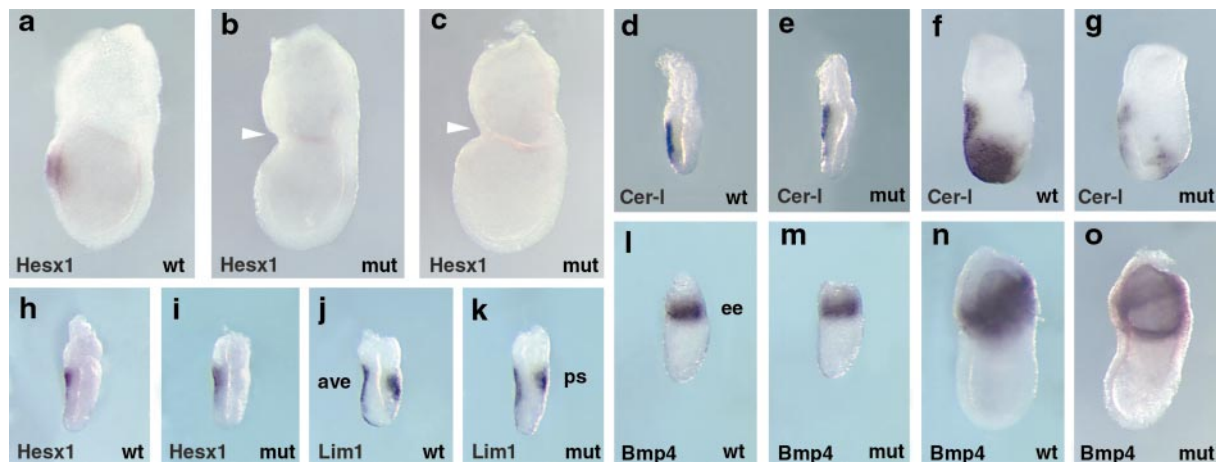 a
Hesx1 wt
b
Hesx1 mut
c
Hesx1 mut
d
Cer-l wt
e
Cer-l mut
f
Cer-l wt
g
Cer-l mut
h
Hesx1 wt
i
Hesx1 mut
j
ave
Lim1 wt
k
ps
Lim1 mut
l
ee
Bmp4 wt
m
Bmp4 mut
n
Bmp4 wt
o
Bmp4 mut